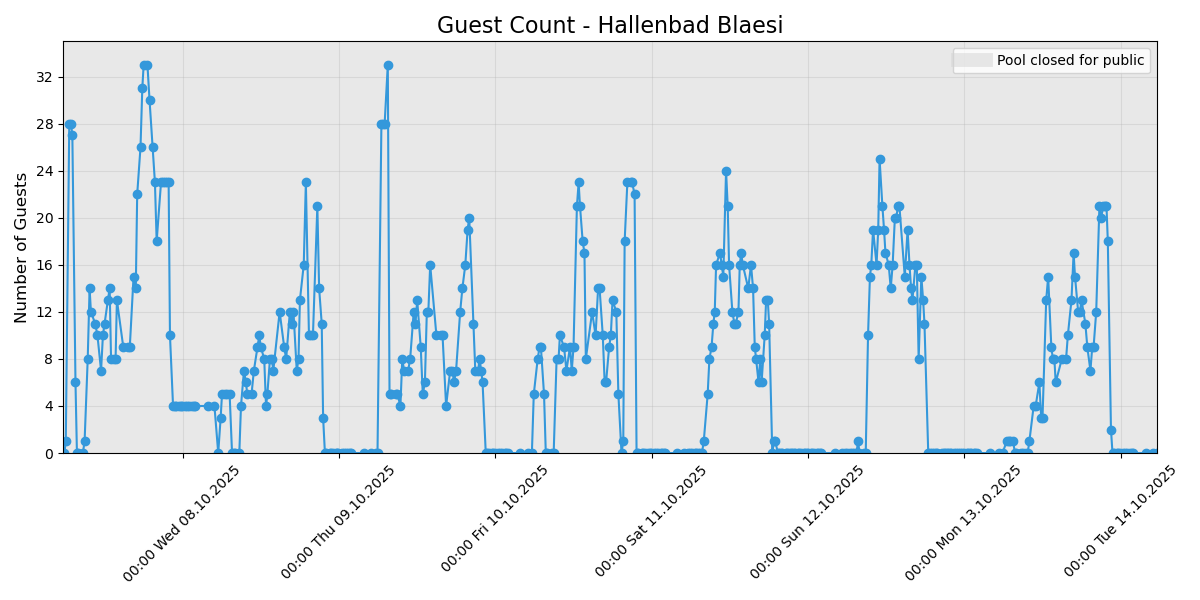 Guest Count - Hallenbad Blaesi
Pool closed for public
Number of Guests
32
28
24
20
16
12
8
4
0
00:00 Wed 08.10.2025
00:00 Thu 09.10.2025
00:00 Fri 10.10.2025
00:00 Sat 11.10.2025
00:00 Sun 12.10.2025
00:00 Mon 13.10.2025
00:00 Tue 14.10.2025